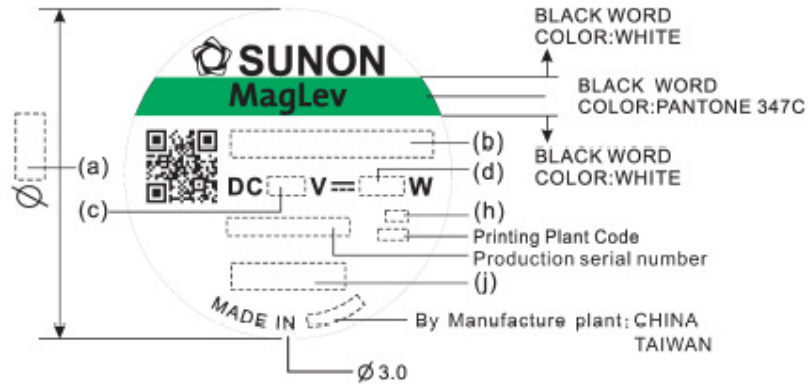 BLACK WORD
COLOR:WHITE
SUNON
MagLev
BLACK WORD
COLOR:PANTONE 347C
(a)
Ø
(b)
BLACK WORD
COLOR:WHITE
(d)
DC V W
(c)
(h)
Printing Plant Code
Production serial number
(j)
MADE IN
By Manufacture plant: CHINA
TAIWAN
Ø 3.0